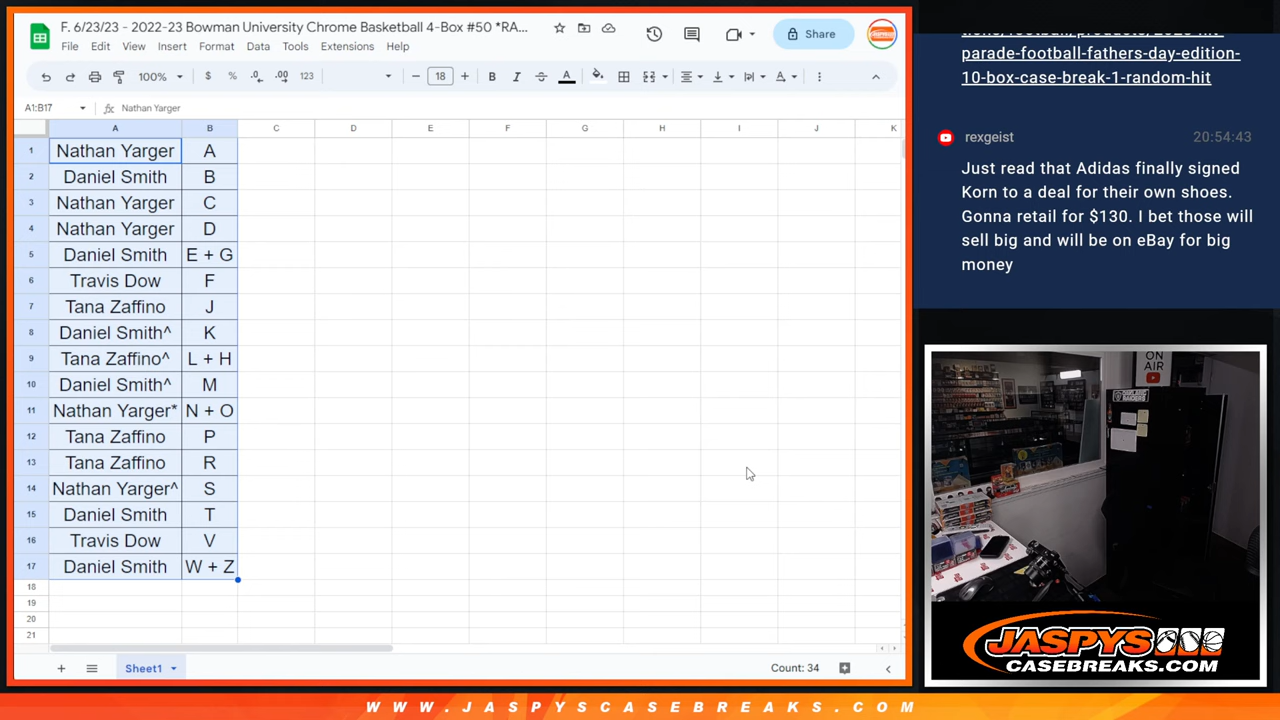 F. 6/23/23 - 2022-23 Bowman University Chrome Basketball 4-Box #50 *RA...
File Edit View Insert Format Data Tools Extensions Help
Share
100% $ % .0 .00 123 18 B I A
A1:B17 fx Nathan Yarger
A B C D E F G H I J K
1 Nathan Yarger A
2 Daniel Smith B
3 Nathan Yarger C
4 Nathan Yarger D
5 Daniel Smith E + G
6 Travis Dow F
7 Tana Zaffino J
8 Daniel Smith^ K
9 Tana Zaffino^ L + H
10 Daniel Smith^ M
11 Nathan Yarger* N + O
12 Tana Zaffino P
13 Tana Zaffino R
14 Nathan Yarger^ S
15 Daniel Smith T
16 Travis Dow V
17 Daniel Smith W + Z
18
19
20
21
Sheet1
Count: 34
parade-football-fathers-day-edition-
10-box-case-break-1-random-hit
rexgeist 20:54:43
Just read that Adidas finally signed
Korn to a deal for their own shoes.
Gonna retail for $130. I bet those will
sell big and will be on eBay for big
money
ON
AIR
RAIDERS
JASPYS
CASEBREAKS.COM
WWW.JASPYSCASEBREAKS.COM